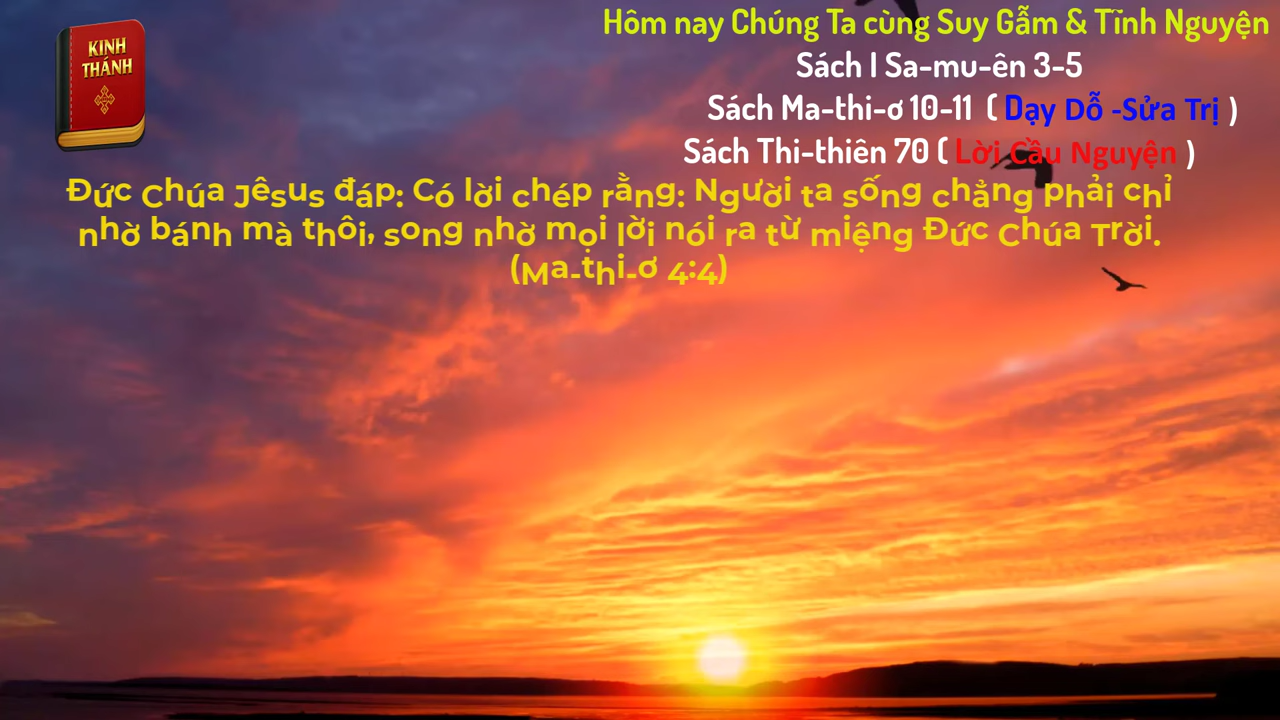 KINH
THÁNH
Hôm nay Chúng Ta cùng Suy Gẫm & Tĩnh Nguyện
Sách I Sa-mu-ên 3-5
Sách Ma-thi-ơ 10-11 ( Dạy Dỗ -Sửa Trị )
Sách Thi-thiên 70 ( Lời Cầu Nguyện )
Đức Chúa Jêsus đáp: Có lời chép rằng: Người ta sống chẳng phải chỉ
nhờ bánh mà thôi, song nhờ mọi lời nói ra từ miệng Đức Chúa Trời.
(Ma-thi-ơ 4:4)